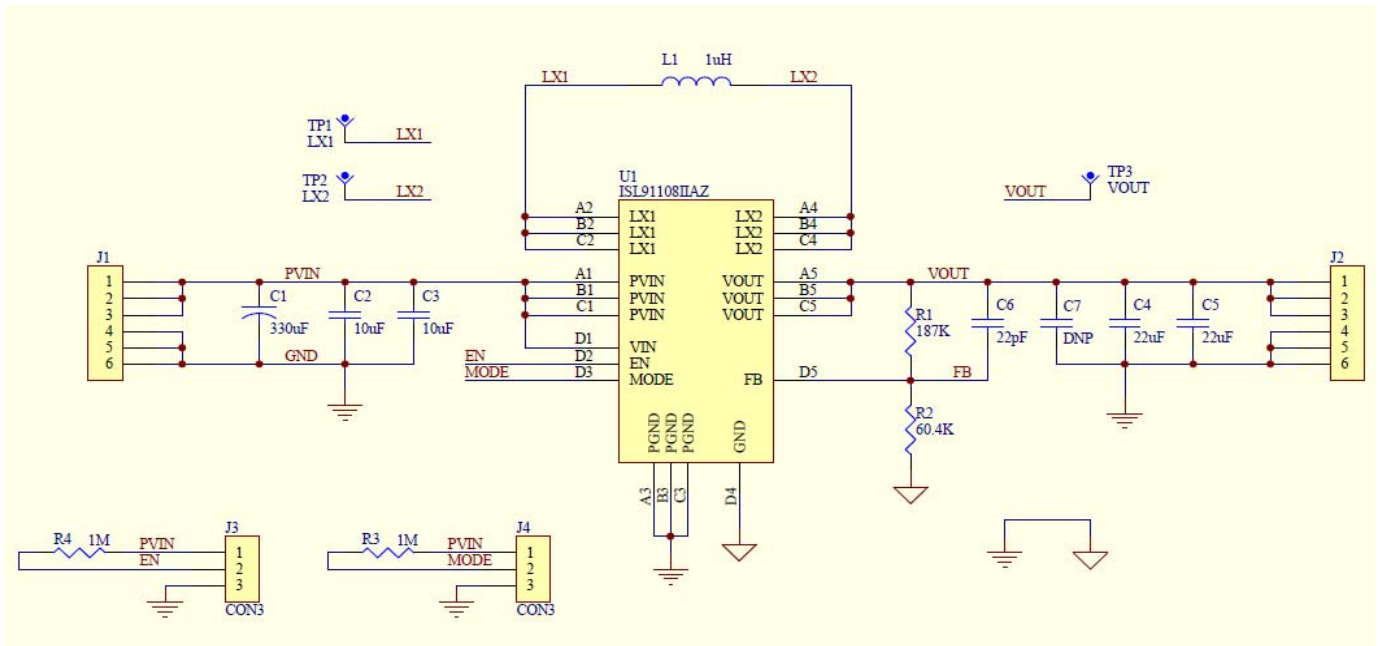 L1 1uH
LX1 LX2
TP1
LX1 LX1
TP2
LX2 LX2
TP3
VOUT VOUT
U1
ISL91108IIAZ
A2 LX1 LX2 A4
B2 LX1 LX2 B4
C2 LX1 LX2 C4
A1 PVIN VOUT A5
B1 PVIN VOUT B5
C1 PVIN VOUT C5
D1 VIN
EN D2 EN
MODE D3 MODE FB D5 FB
PGND PGND PGND GND
A3 B3 C3 D4
J1
1
2
3
4
5
6
PVIN
C1
330uF
C2
10uF
C3
10uF
GND
VOUT
R1
187K
C6
22pF
C7
DNP
C4
22uF
C5
22uF
R2
60.4K
J2
1
2
3
4
5
6
R4 1M PVIN
EN
J3
1
2
3
CON3
R3 1M PVIN
MODE
J4
1
2
3
CON3